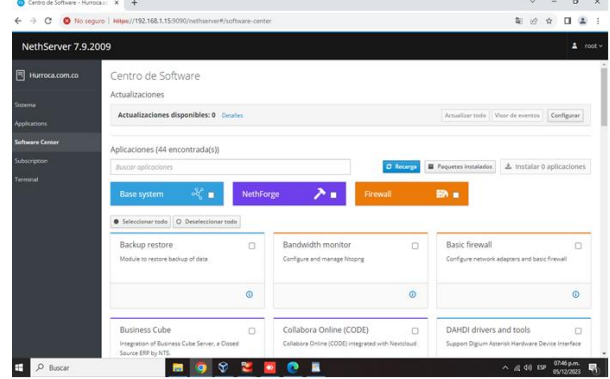 Centro de Software - Hurroca.co
No seguro | https://192.168.1.15:9090/nethserver#/software-center
NethServer 7.9.2009
root
Hurroca.com.co
Sistema
Applications
Software Center
Subscription
Terminal
Centro de Software
Actualizaciones
Actualizaciones disponibles: 0 Detalles
Actualizar todo Visor de eventos Configurar
Aplicaciones (44 encontrada(s))
Buscar aplicaciones
Recarga Paquetes instalados Instalar 0 aplicaciones
Base system NethForge Firewall
Seleccionar todo Deseleccionar todo
Backup restore
Module to restore backup of data
Bandwidth monitor
Configure and manage Ntopng
Basic firewall
Configure network adapters and basic firewall
Business Cube
Integration of Business Cube Server, a Closed
Source ERP by NTS.
Collabora Online (CODE)
Collabora Online (CODE) integrated with Nextcloud
DAHDI drivers and tools
Support Digium Asterisk Hardware Device Interface
Buscar
ESP
07:46 p.m.
05/12/2023